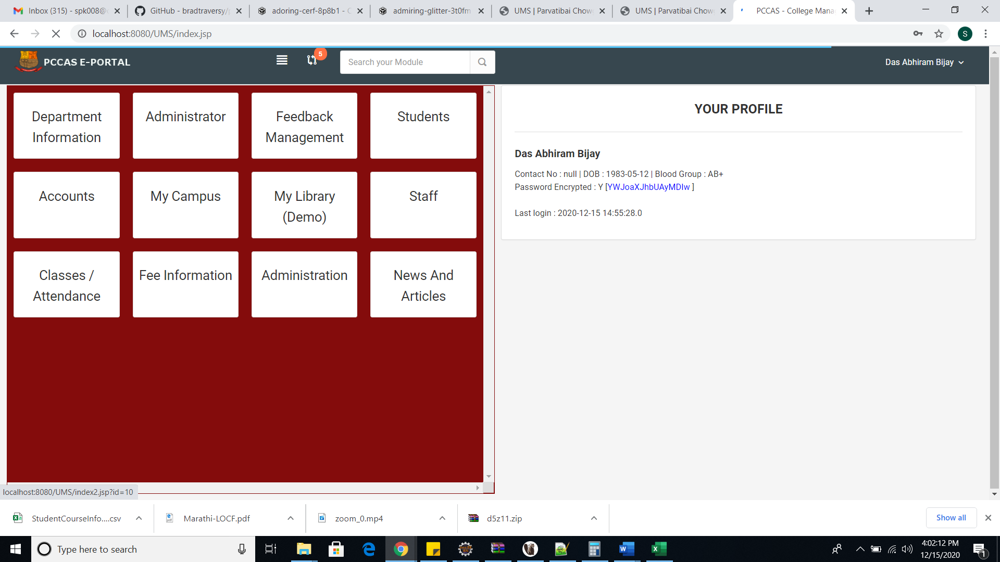 Inbox (315) - spk008@
GitHub - bradtraversy/
adoring-cerf-8p8b1 - C
admiring-glitter-3t0fm
UMS | Parvatibai Chow
UMS | Parvatibai Chow
PCCAS - College Mana
localhost:8080/UMS/index.jsp
S
PCCAS E-PORTAL
5
Search your Module
Das Abhiram Bijay
Department
Information
Administrator
Feedback
Management
Students
Accounts
My Campus
My Library
(Demo)
Staff
Classes /
Attendance
Fee Information
Administration
News And
Articles
YOUR PROFILE
Das Abhiram Bijay
Contact No : null | DOB : 1983-05-12 | Blood Group : AB+
Password Encrypted : Y [YWJoaXJhbUAyMDIw ]
Last login : 2020-12-15 14:55:28.0
localhost:8080/UMS/index2.jsp?id=10
StudentCourseInfo....csv
Marathi-LOCF.pdf
zoom_0.mp4
d5z11.zip
Show all
Type here to search
4:02:12 PM
12/15/2020
1